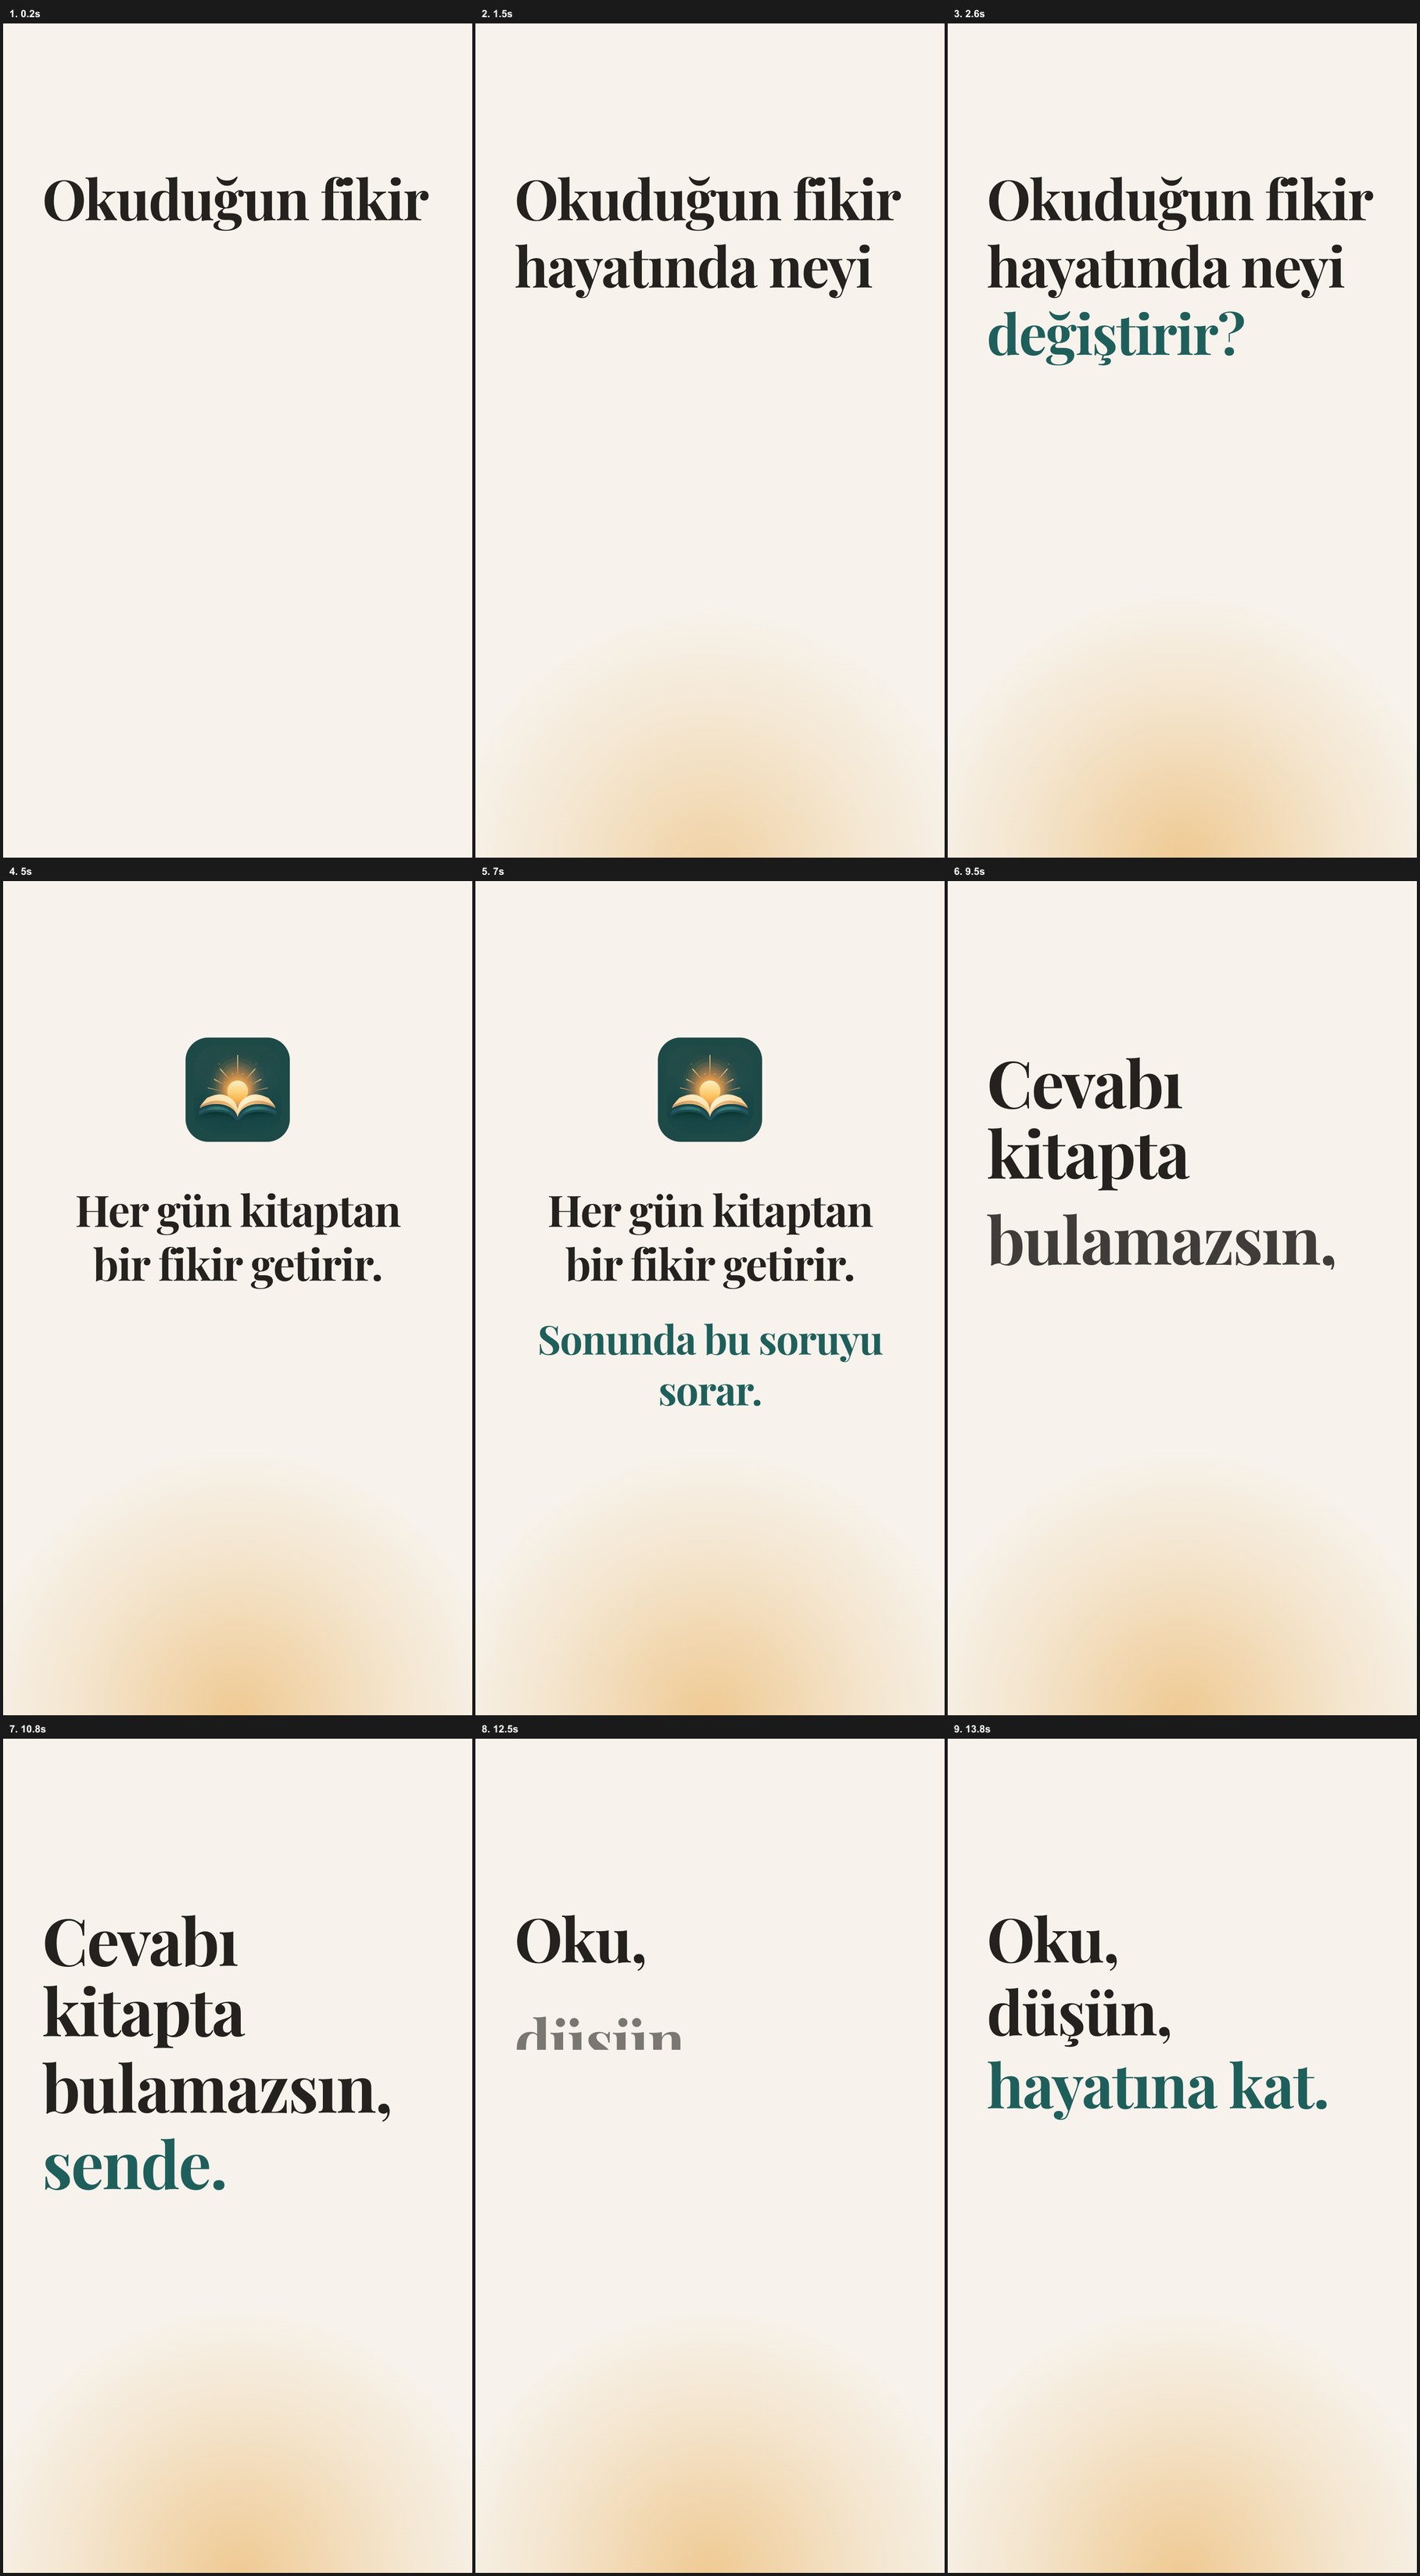 1. 0.2s
Okuduğun fikir
2. 1.5s
Okuduğun fikir
hayatında neyi
3. 2.6s
Okuduğun fikir
hayatında neyi
değiştirir?
4. 5s
Her gün kitaptan
bir fikir getirir.
5. 7s
Her gün kitaptan
bir fikir getirir.
Sonunda bu soruyu
sorar.
6. 9.5s
Cevabı
kitapta
bulamazsın,
7. 10.8s
Cevabı
kitapta
bulamazsın,
sende.
8. 12.5s
Oku,
düşün
9. 13.8s
Oku,
düşün,
hayatına kat.